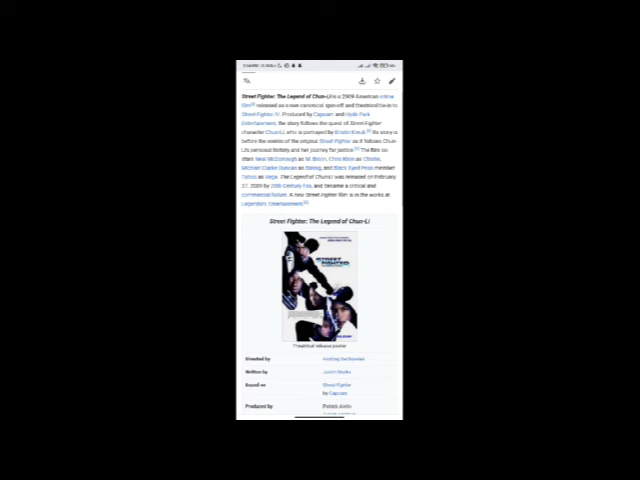 Street Fighter: The Legend of Chun-Li is a 2009 American crime
film released as a non-canonical spin-off and theatrical tie-in to
Street Fighter IV. Produced by Capcom and Hyde Park
Entertainment, the story follows the quest of Street Fighter
character Chun-Li, who is portrayed by Kristin Kreuk. Its story is
before the events of the original Street Fighter as it follows Chun-
Li's personal history and her journey for justice. The film co-
stars Neal McDonough as M. Bison, Chris Klein as Charlie,
Michael Clarke Duncan as Balrog, and Black Eyed Peas member
Taboo as Vega. The Legend of Chun-Li was released on February
27, 2009 by 20th Century Fox, and became a critical and
commercial failure. A new Street Fighter film is in the works at
Legendary Entertainment.
Street Fighter: The Legend of Chun-Li
STREET
FIGHTER
Theatrical release poster
Directed by Andrzej Bartkowiak
Written by Justin Marks
Based on Street Fighter
by Capcom
Produced by Patrick Aiello